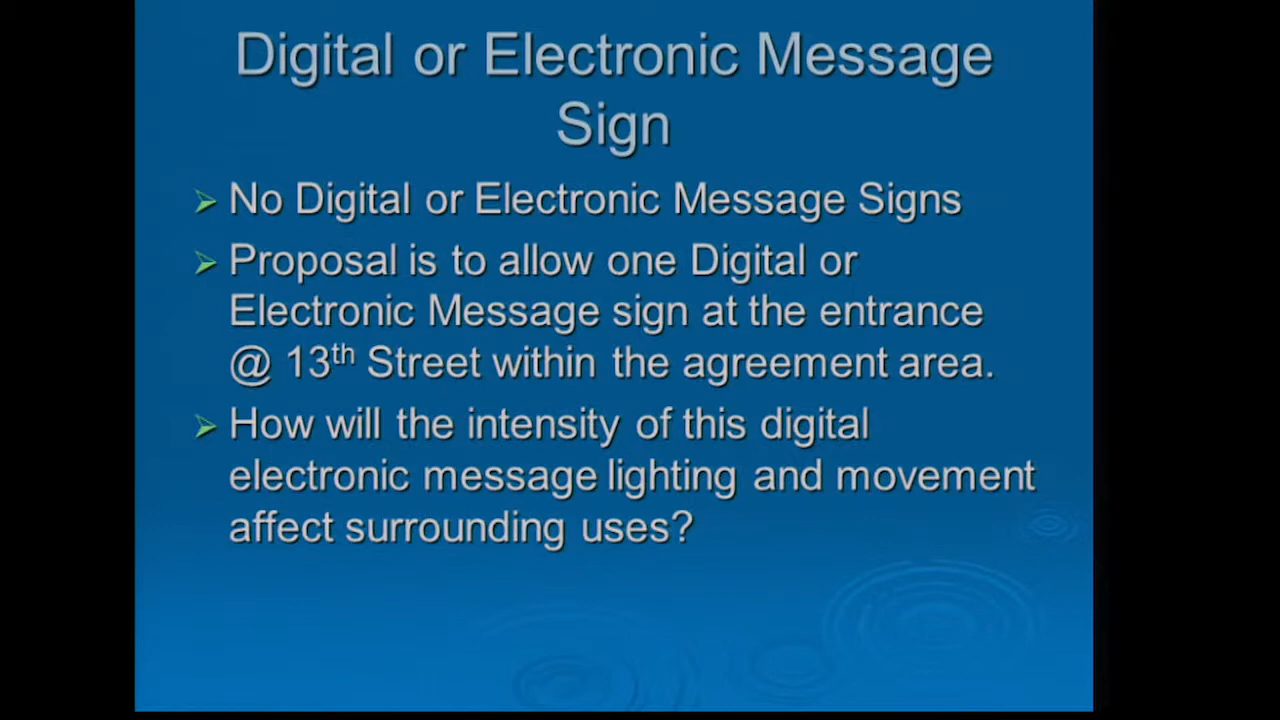 Digital or Electronic Message
Sign
No Digital or Electronic Message Signs
Proposal is to allow one Digital or
Electronic Message sign at the entrance
@ 13th Street within the agreement area.
How will the intensity of this digital
electronic message lighting and movement
affect surrounding uses?